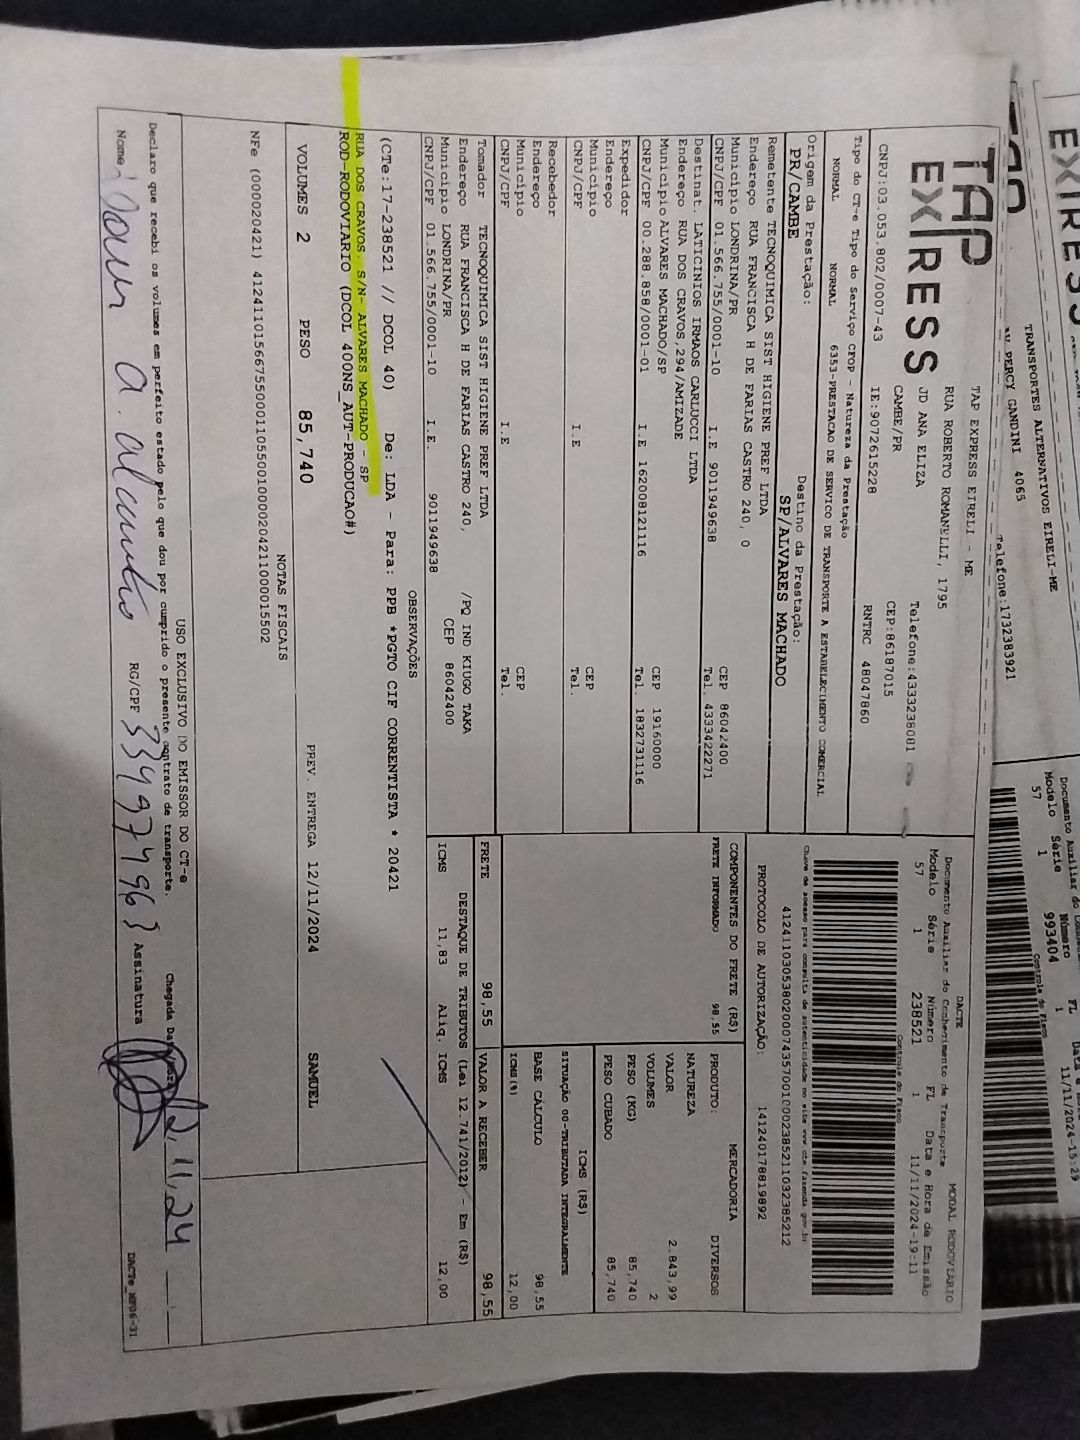 TRANSPORTES ALTERNATIVOS EIRELI-ME
AV PERCY GANDINI 4065
Telefone:1732383921
Modelo Série Número FL
57 1 993404 1 11/11/2024-15:29
Controle do Fisco
TAP
EXPRESS
TAP EXPRESS EIRELI - ME
RUA ROBERTO ROMANELLI, 1795
JD ANA ELIZA
CAMBE/PR
Telefone:4333238081
CEP:86187015
CNPJ:03.053.802/0007-43 IE:9072615228 RNTRC 48047860
Tipo do CT-e Tipo do Serviço CFOP - Natureza da Prestação
NORMAL NORMAL 6353-PRESTACAO DE SERVICO DE TRANSPORTE A ESTABELECIMENTO COMERCIAL
Origem da Prestação: Destino da Prestação:
PR/CAMBE SP/ALVARES MACHADO
DACTE MODAL RODOVIÁRIO
Documento Auxiliar do Conhecimento de Transporte
Modelo Série Número FL Data e Hora de Emissão
57 1 238521 1 11/11/2024-19:11
Controle do Fisco
Chave de acesso para consulta de autenticidade no site www.cte.fazenda.gov.br
41241103053802000743570010002385211032385212
PROTOCOLO DE AUTORIZAÇÃO: 141240178819892
Remetente TECNOQUIMICA SIST HIGIENE PREF LTDA
Endereço RUA FRANCISCA H DE FARIAS CASTRO 240, 0
Município LONDRINA/PR CEP 86042400
CNPJ/CPF 01.566.755/0001-10 I.E 9011949638 Tel. 4333422271
Destinat. LATICINIOS IRMAOS CARLUCCI LTDA
Endereço RUA DOS CRAVOS,294/AMIZADE
Município ALVARES MACHADO/SP CEP 19160000
CNPJ/CPF 00.288.858/0001-01 I.E 162008121116 Tel. 1832731116
Expedidor
Endereço
Município CEP
CNPJ/CPF I.E Tel.
Recebedor
Endereço
Município CEP
CNPJ/CPF I.E Tel.
Tomador TECNOQUIMICA SIST HIGIENE PREF LTDA
Endereço RUA FRANCISCA H DE FARIAS CASTRO 240, /PQ IND KIUGO TAKA
Município LONDRINA/PR CEP 86042400
CNPJ/CPF 01.566.755/0001-10 I.E. 9011949638
COMPONENTES DO FRETE (R$)
FRETE INFORMADO 98,55
PRODUTO: MERCADORIA
NATUREZA DIVERSOS
VALOR 2.843,99
VOLUMES 2
PESO (KG) 85,740
PESO CUBADO 85,740
ICMS (R$)
SITUAÇÃO 00-TRIBUTADA INTEGRALMENTE
BASE CÁLCULO 98,55
ICMS(%) 12,00
FRETE 98,55 VALOR A RECEBER 98,55
DESTAQUE DE TRIBUTOS (Lei 12.741/2012) - Em (R$)
ICMS 11,83 Aliq. ICMS 12,00
OBSERVAÇÕES
(CTe:17-238521 // DCOL 40) De: LDA - Para: PPB *PGTO CIF CORRENTISTA * 20421
RUA DOS CRAVOS. S/N- ALVARES MACHADO - SP
ROD-RODOVIARIO (DCOL 400NS_AUT-PRODUCAO#)
VOLUMES 2 PESO 85,740 PREV. ENTREGA 12/11/2024 SAMUEL
NOTAS FISCAIS
NFe (000020421) 41241101566755000110550010000204211000015502
USO EXCLUSIVO DO EMISSOR DO CT-e
Declaro que recebi os volumes em perfeito estado pelo que dou por cumprido o presente contrato de transporte. Chegada 12,11,24
Nome: RG/CPF 339974963 Assinatura
DACTe_MP06-31